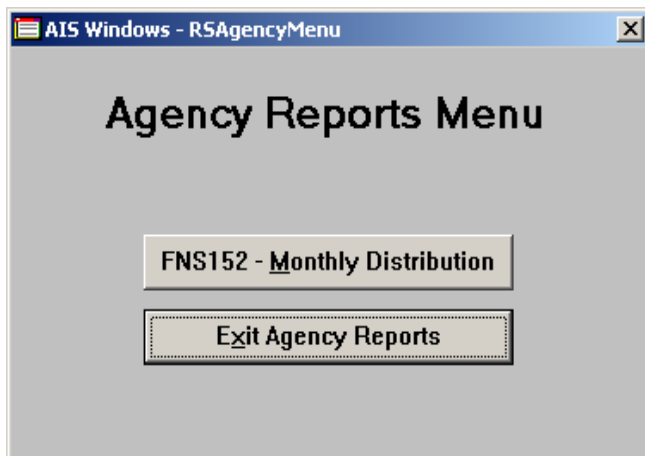 AIS Windows - RSAgencyMenu
Agency Reports Menu
FNS152 - Monthly Distribution
Exit Agency Reports